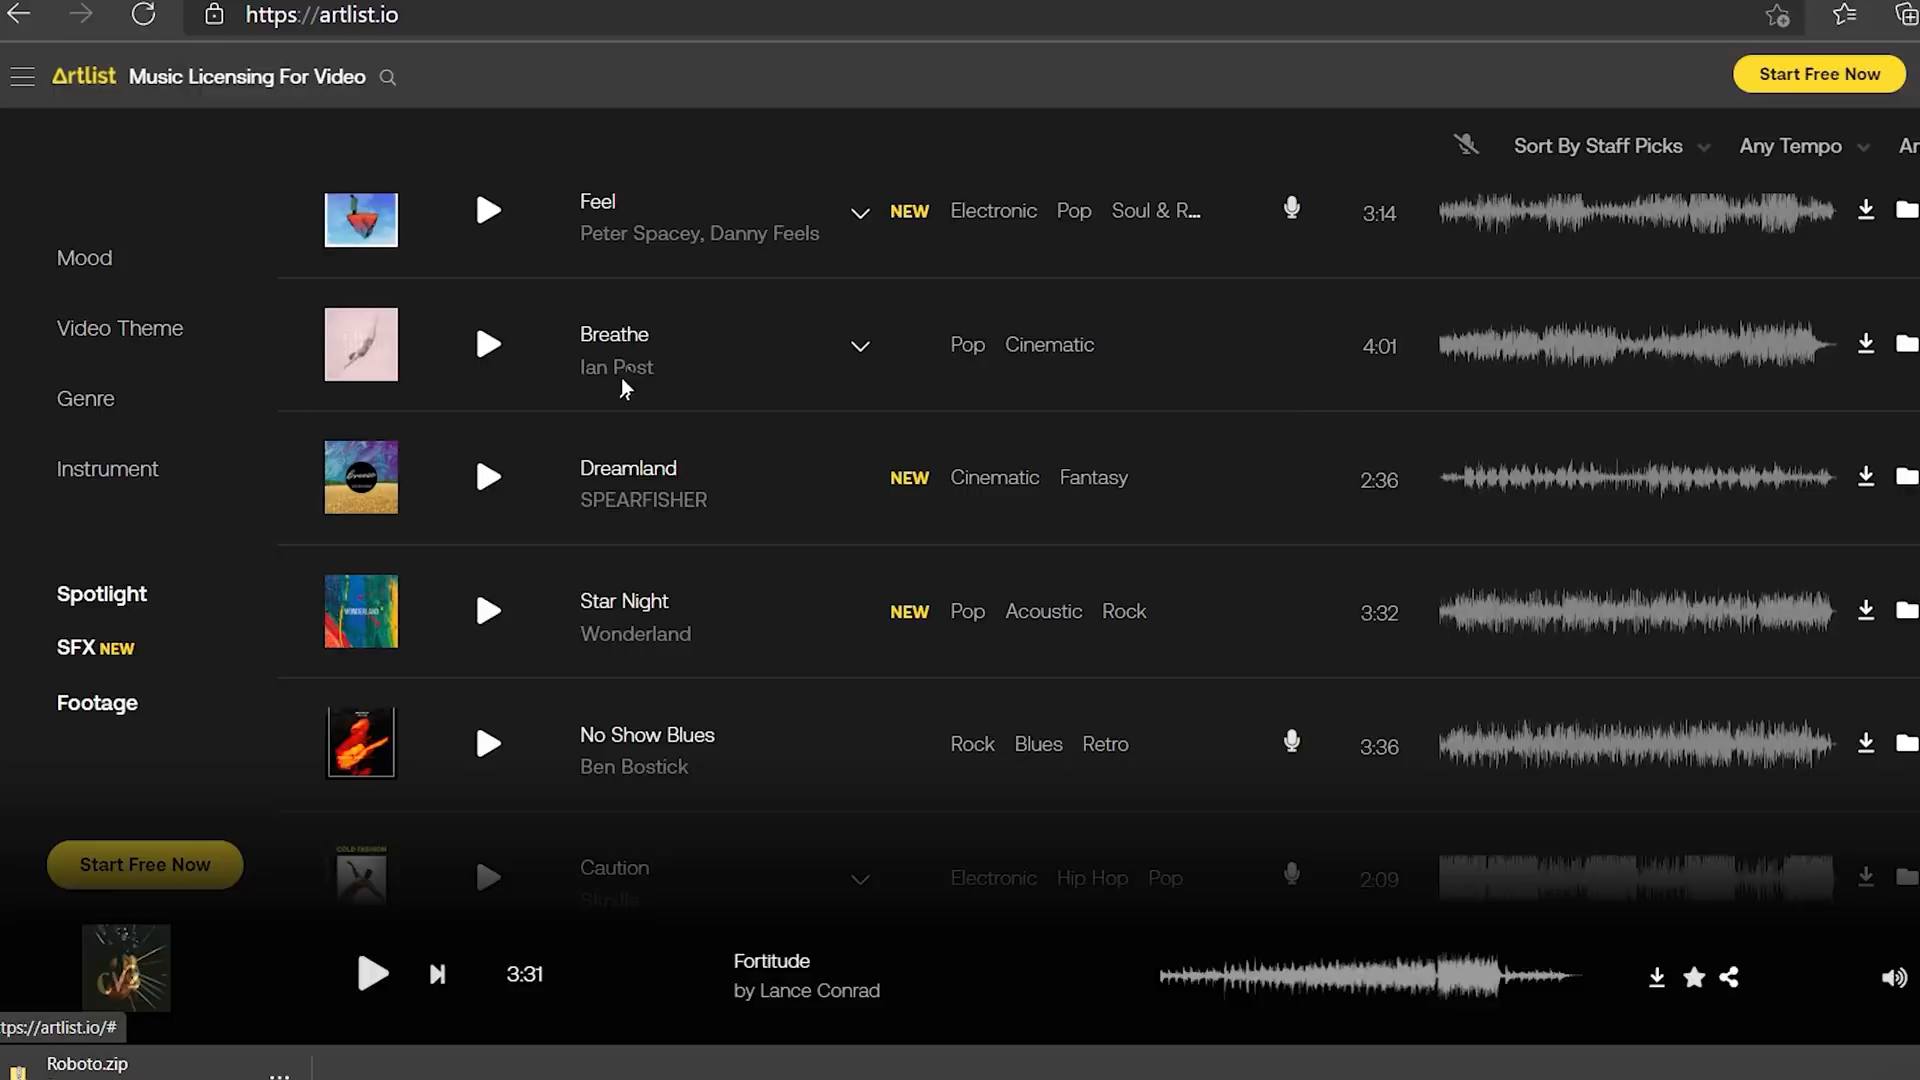 https://artlist.io
Artlist Music Licensing For Video
Start Free Now
Sort By Staff Picks Any Tempo
Mood
Video Theme
Genre
Instrument
Spotlight
SFX NEW
Footage
Start Free Now
Feel
Peter Spacey, Danny Feels
NEW Electronic Pop Soul & R... 3:14
Breathe
Ian Post
Pop Cinematic 4:01
Dreamland
SPEARFISHER
NEW Cinematic Fantasy 2:36
WONDERLAND
Star Night
Wonderland
NEW Pop Acoustic Rock 3:32
No Show Blues
Ben Bostick
Rock Blues Retro 3:36
COLD FASHION
Caution
Electronic Hip Hop Pop 2:09
3:31
Fortitude
by Lance Conrad
tps://artlist.io/#
Roboto.zip
...